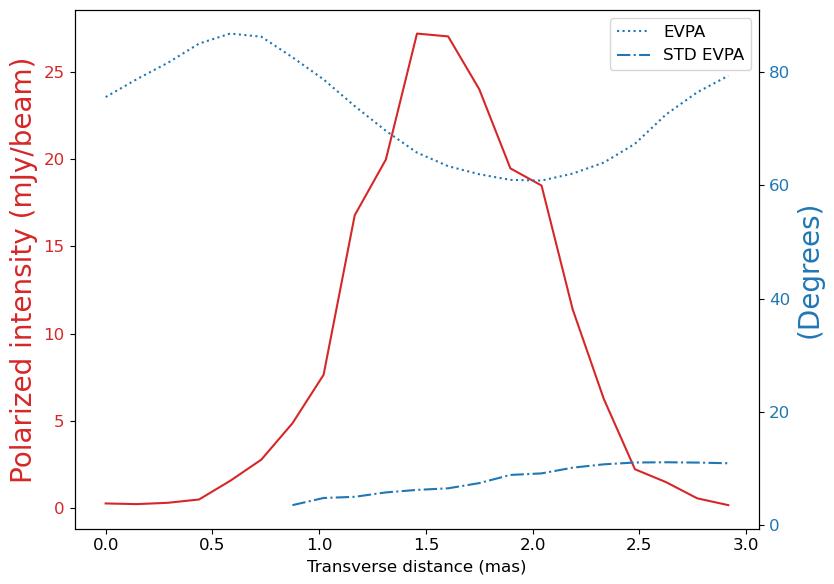 EVPA
STD EVPA
Polarized intensity (mJy/beam)
25
20
15
10
5
0
80
60
40
20
0
(Degrees)
0.0 0.5 1.0 1.5 2.0 2.5 3.0
Transverse distance (mas)